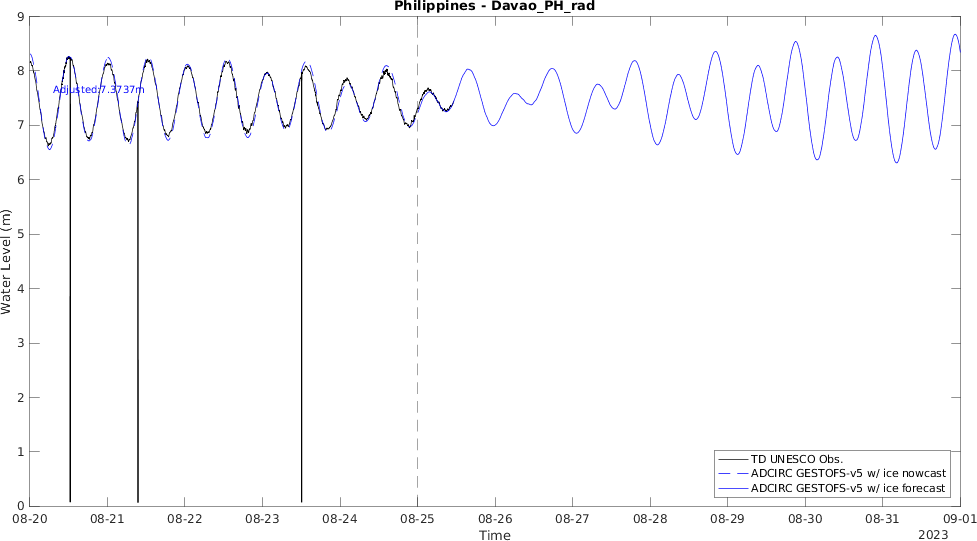 Philippines - Davao_PH_rad
9
8
7
6
5
4
3
2
1
0
Water Level (m)
Adjusted:7.3737m
TD UNESCO Obs.
ADCIRC GESTOFS-v5 w/ ice nowcast
ADCIRC GESTOFS-v5 w/ ice forecast
08-20 08-21 08-22 08-23 08-24 08-25 08-26 08-27 08-28 08-29 08-30 08-31 09-01
Time
2023